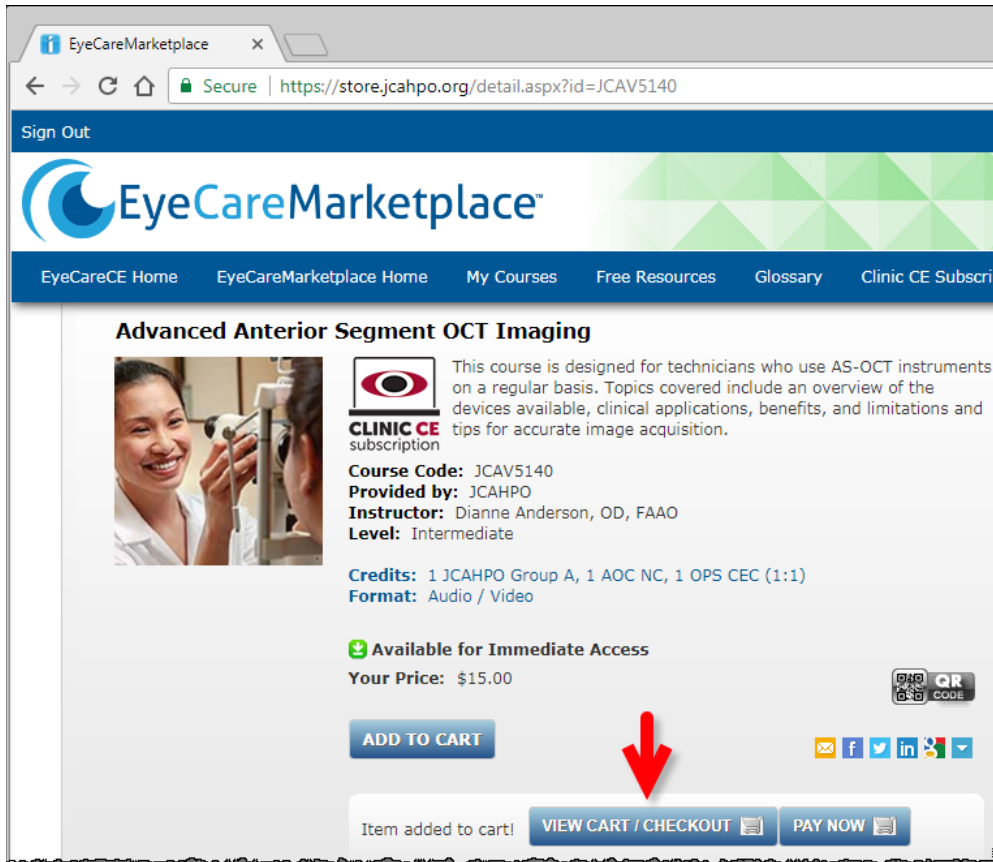 EyeCareMarketplace
Secure | https://store.jcahpo.org/detail.aspx?id=JCAV5140
Sign Out
EyeCareMarketplace™
EyeCareCE Home EyeCareMarketplace Home My Courses Free Resources Glossary Clinic CE Subscri
Advanced Anterior Segment OCT Imaging
This course is designed for technicians who use AS-OCT instruments
on a regular basis. Topics covered include an overview of the
devices available, clinical applications, benefits, and limitations and
tips for accurate image acquisition.
CLINIC CE
subscription
Course Code: JCAV5140
Provided by: JCAHPO
Instructor: Dianne Anderson, OD, FAAO
Level: Intermediate
Credits: 1 JCAHPO Group A, 1 AOC NC, 1 OPS CEC (1:1)
Format: Audio / Video
Available for Immediate Access
Your Price: $15.00
QR
CODE
ADD TO CART
Item added to cart! VIEW CART / CHECKOUT PAY NOW